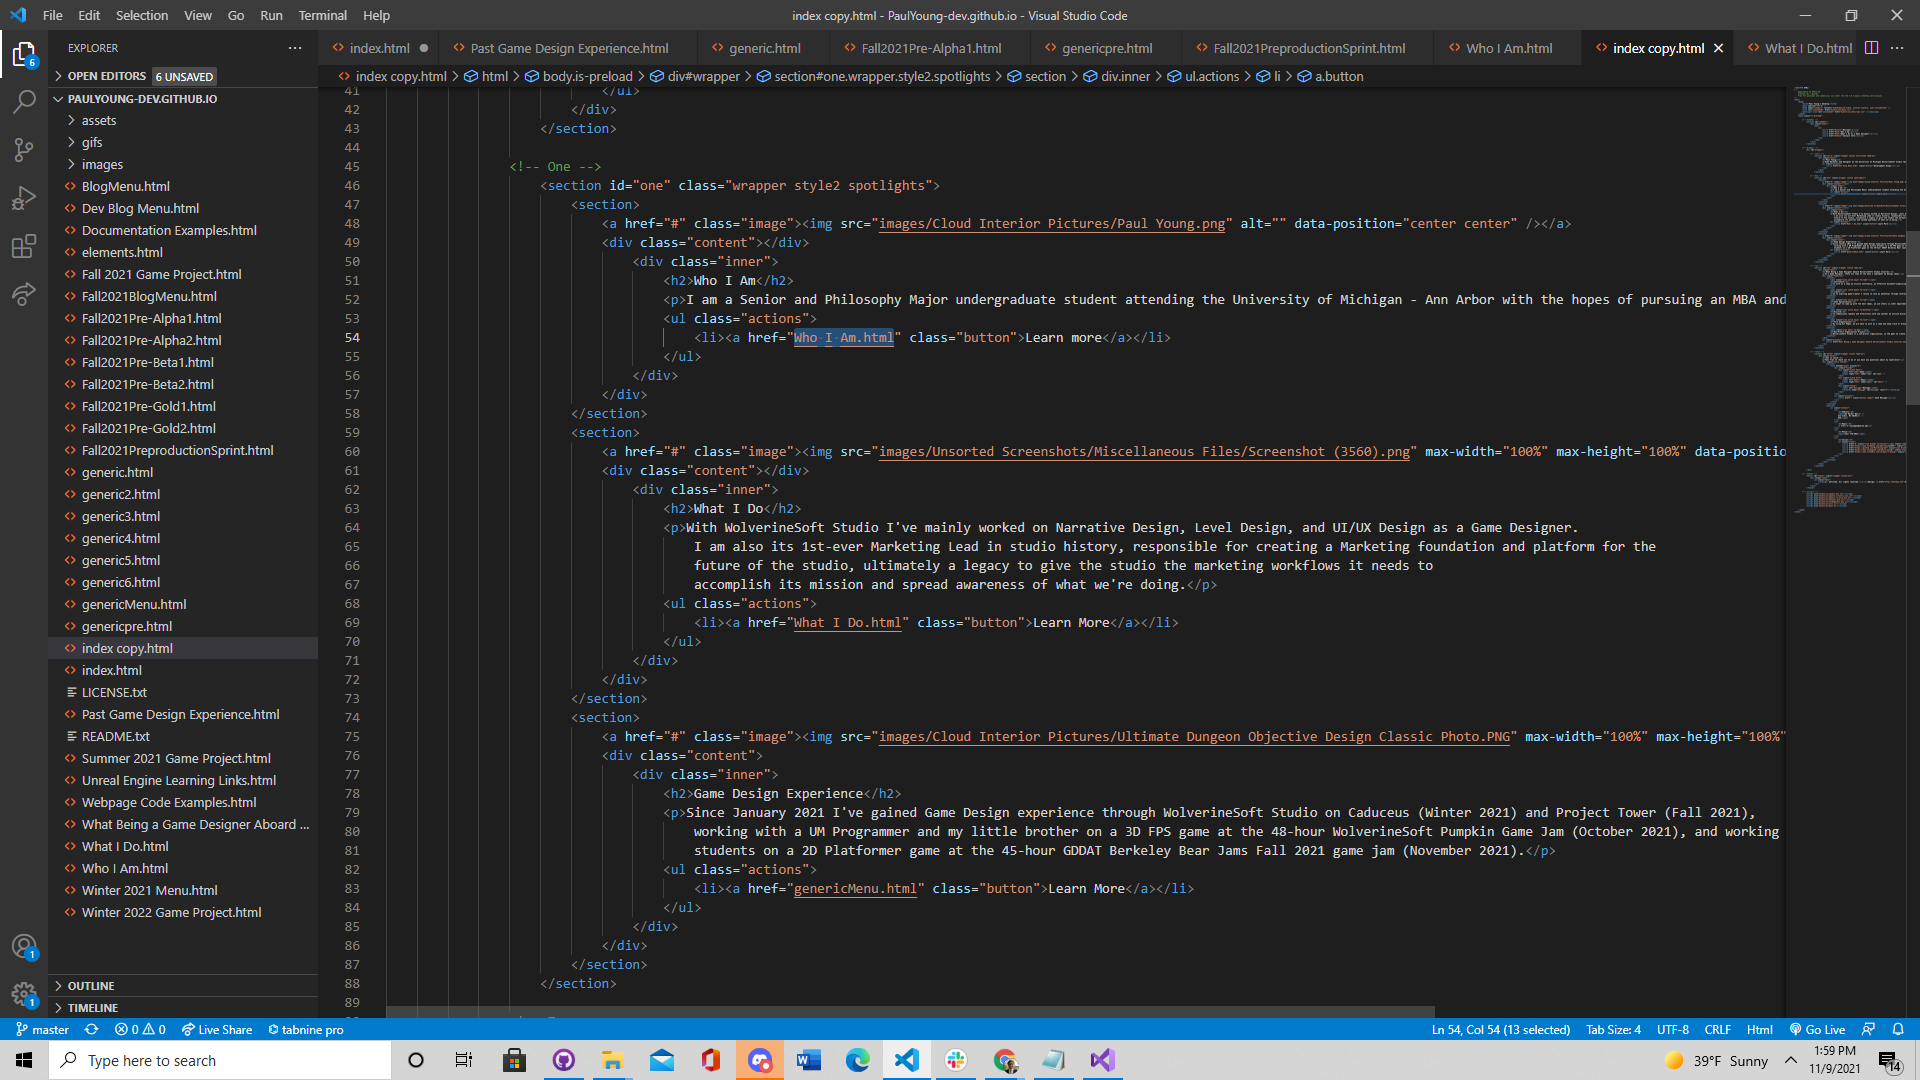 File Edit Selection View Go Run Terminal Help
index copy.html - PaulYoung-dev.github.io - Visual Studio Code
EXPLORER
OPEN EDITORS 6 UNSAVED
PAULYOUNG-DEV.GITHUB.IO
assets
gifs
images
BlogMenu.html
Dev Blog Menu.html
Documentation Examples.html
elements.html
Fall 2021 Game Project.html
Fall2021BlogMenu.html
Fall2021Pre-Alpha1.html
Fall2021Pre-Alpha2.html
Fall2021Pre-Beta1.html
Fall2021Pre-Beta2.html
Fall2021Pre-Gold1.html
Fall2021Pre-Gold2.html
Fall2021PreproductionSprint.html
generic.html
generic2.html
generic3.html
generic4.html
generic5.html
generic6.html
genericMenu.html
genericpre.html
index copy.html
index.html
LICENSE.txt
Past Game Design Experience.html
README.txt
Summer 2021 Game Project.html
Unreal Engine Learning Links.html
Webpage Code Examples.html
What Being a Game Designer Aboard ...
What I Do.html
Who I Am.html
Winter 2021 Menu.html
Winter 2022 Game Project.html
OUTLINE
TIMELINE
6
1
1
index.html Past Game Design Experience.html generic.html Fall2021Pre-Alpha1.html genericpre.html Fall2021PreproductionSprint.html Who I Am.html index copy.html What I Do.html
index copy.html > html > body.is-preload > div#wrapper > section#one.wrapper.style2.spotlights > section > div.inner > ul.actions > li > a.button
41 </ul>
42 </div>
43 </section>
44
45 <!-- One -->
46 <section id="one" class="wrapper style2 spotlights">
47 <section>
48 <a href="#" class="image"><img src="images/Cloud Interior Pictures/Paul Young.png" alt="" data-position="center center" /></a>
49 <div class="content"></div>
50 <div class="inner">
51 <h2>Who I Am</h2>
52 <p>I am a Senior and Philosophy Major undergraduate student attending the University of Michigan - Ann Arbor with the hopes of pursuing an MBA and
53 <ul class="actions">
54 <li><a href="Who I Am.html" class="button">Learn more</a></li>
55 </ul>
56 </div>
57 </div>
58 </section>
59 <section>
60 <a href="#" class="image"><img src="images/Unsorted Screenshots/Miscellaneous Files/Screenshot (3560).png" max-width="100%" max-height="100%" data-positio
61 <div class="content"></div>
62 <div class="inner">
63 <h2>What I Do</h2>
64 <p>With WolverineSoft Studio I've mainly worked on Narrative Design, Level Design, and UI/UX Design as a Game Designer.
65 I am also its 1st-ever Marketing Lead in studio history, responsible for creating a Marketing foundation and platform for the
66 future of the studio, ultimately a legacy to give the studio the marketing workflows it needs to
67 accomplish its mission and spread awareness of what we're doing.</p>
68 <ul class="actions">
69 <li><a href="What I Do.html" class="button">Learn More</a></li>
70 </ul>
71 </div>
72 </div>
73 </section>
74 <section>
75 <a href="#" class="image"><img src="images/Cloud Interior Pictures/Ultimate Dungeon Objective Design Classic Photo.PNG" max-width="100%" max-height="100%"
76 <div class="content">
77 <div class="inner">
78 <h2>Game Design Experience</h2>
79 <p>Since January 2021 I've gained Game Design experience through WolverineSoft Studio on Caduceus (Winter 2021) and Project Tower (Fall 2021),
80 working with a UM Programmer and my little brother on a 3D FPS game at the 48-hour WolverineSoft Pumpkin Game Jam (October 2021), and working
81 students on a 2D Platformer game at the 45-hour GDDAT Berkeley Bear Jams Fall 2021 game jam (November 2021).</p>
82 <ul class="actions">
83 <li><a href="genericMenu.html" class="button">Learn More</a></li>
84 </ul>
85 </div>
86 </div>
87 </section>
88 </section>
89
master 0 0 Live Share tabnine pro Ln 54, Col 54 (13 selected) Tab Size: 4 UTF-8 CRLF Html Go Live
Type here to search
39°F Sunny
1:59 PM
11/9/2021
14